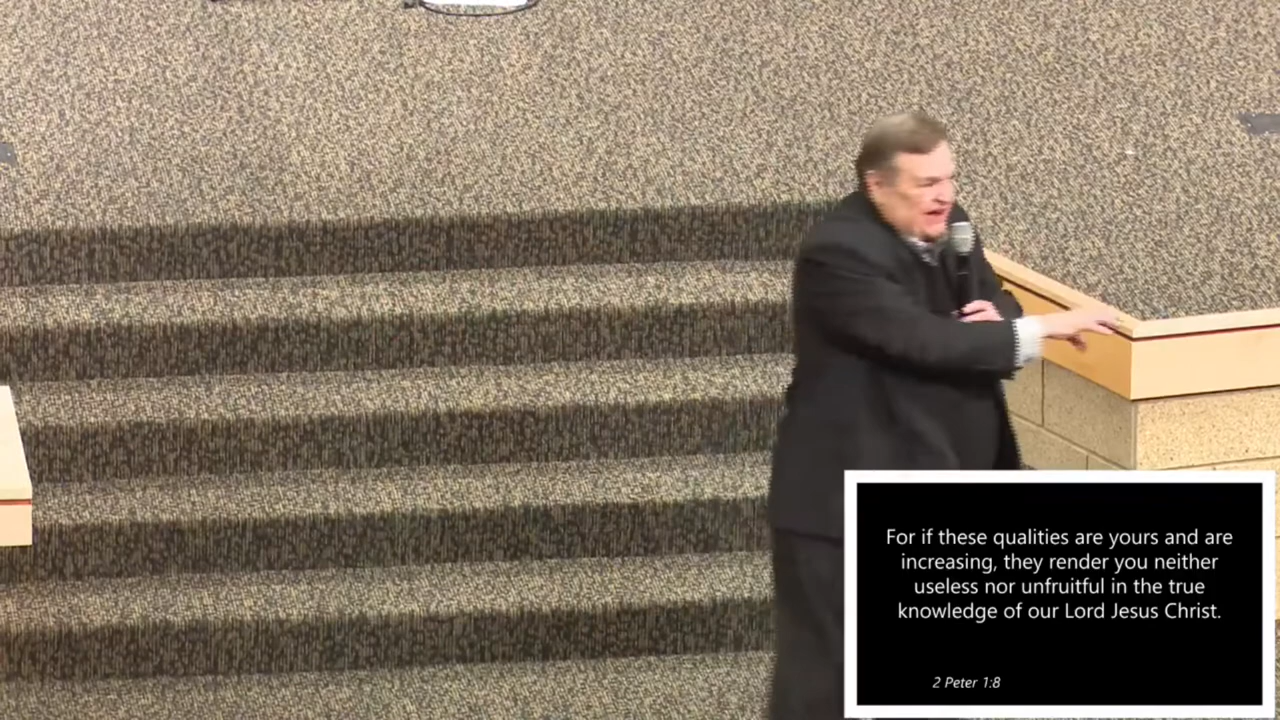 For if these qualities are yours and are
increasing, they render you neither
useless nor unfruitful in the true
knowledge of our Lord Jesus Christ.
2 Peter 1:8